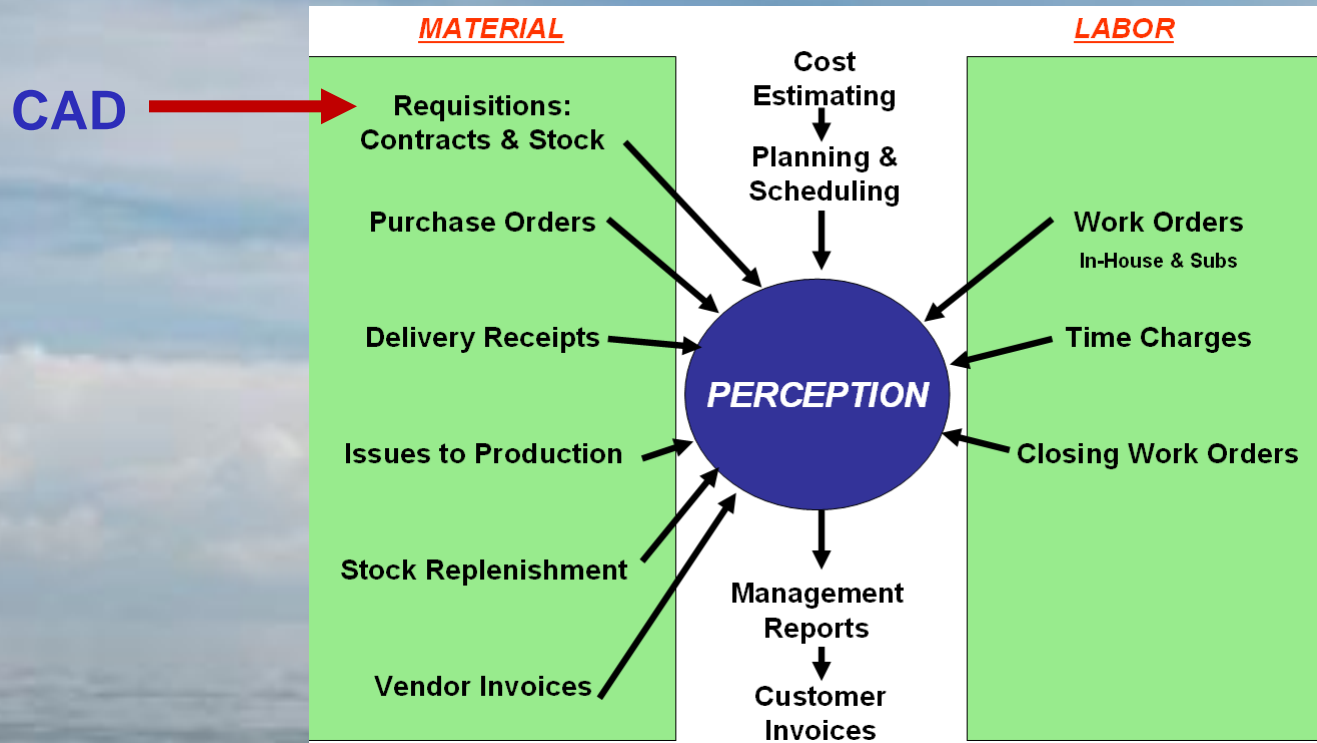 CAD
MATERIAL
Requisitions:
Contracts & Stock
Purchase Orders
Delivery Receipts
Issues to Production
Stock Replenishment
Vendor Invoices
Cost
Estimating
Planning &
Scheduling
PERCEPTION
Management
Reports
Customer
Invoices
LABOR
Work Orders
In-House & Subs
Time Charges
Closing Work Orders